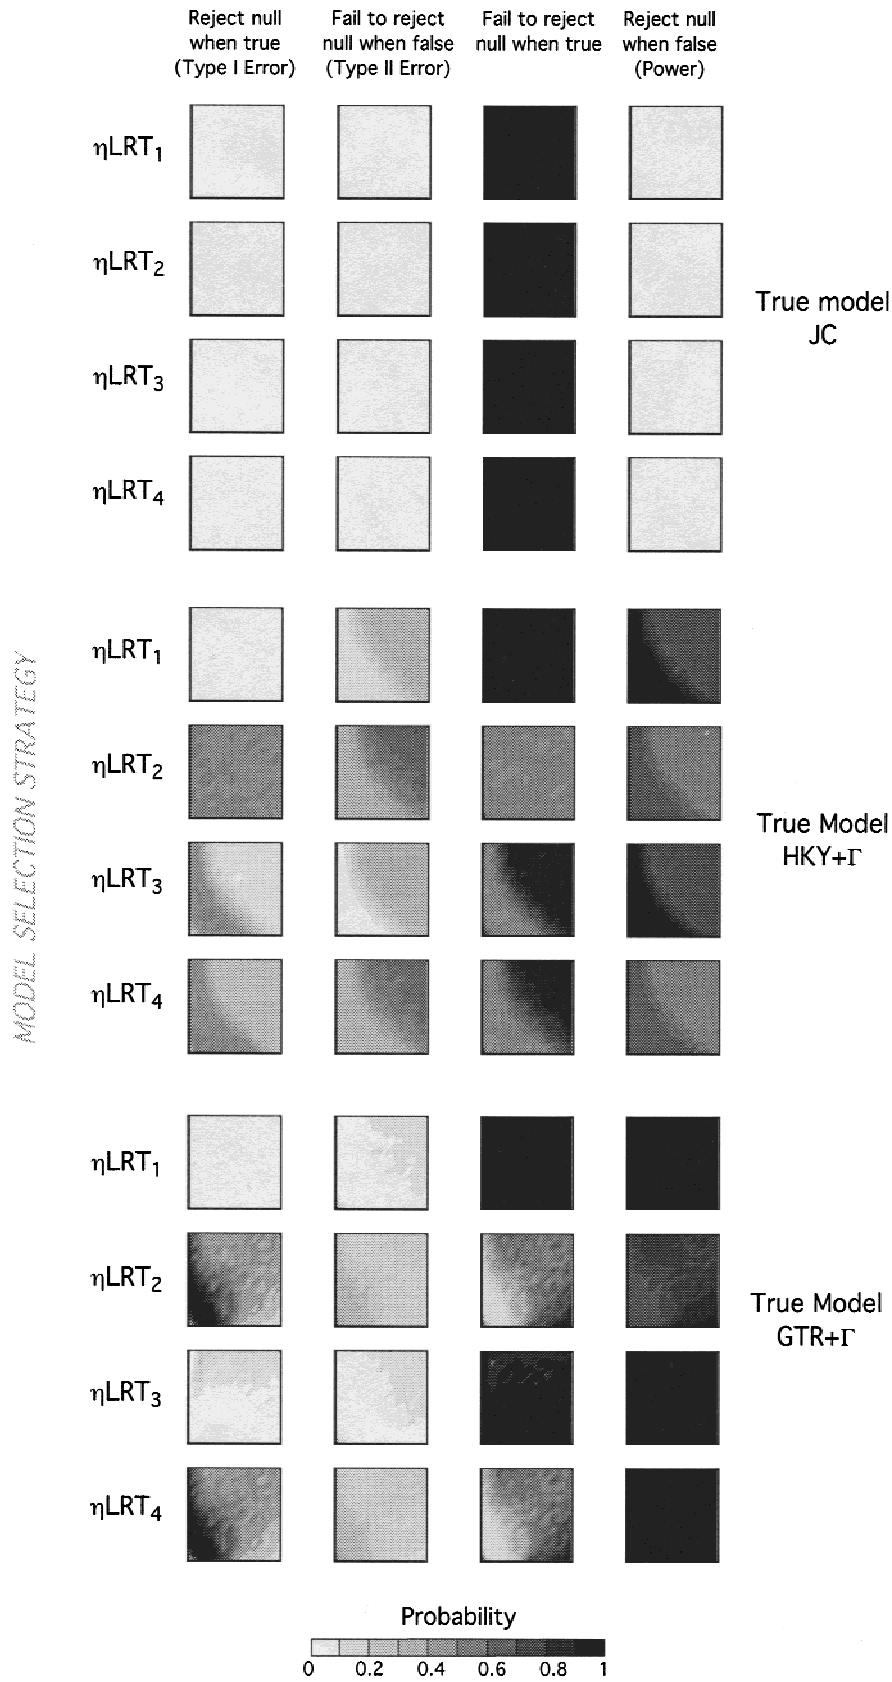 Reject null when true (Type I Error)
Fail to reject null when false (Type II Error)
Fail to reject null when true
Reject null when false (Power)
ηLRT1
ηLRT2
ηLRT3
ηLRT4
True model JC
MODEL SELECTION STRATEGY
ηLRT1
ηLRT2
ηLRT3
ηLRT4
True Model HKY+Γ
ηLRT1
ηLRT2
ηLRT3
ηLRT4
True Model GTR+Γ
Probability
0 0.2 0.4 0.6 0.8 1